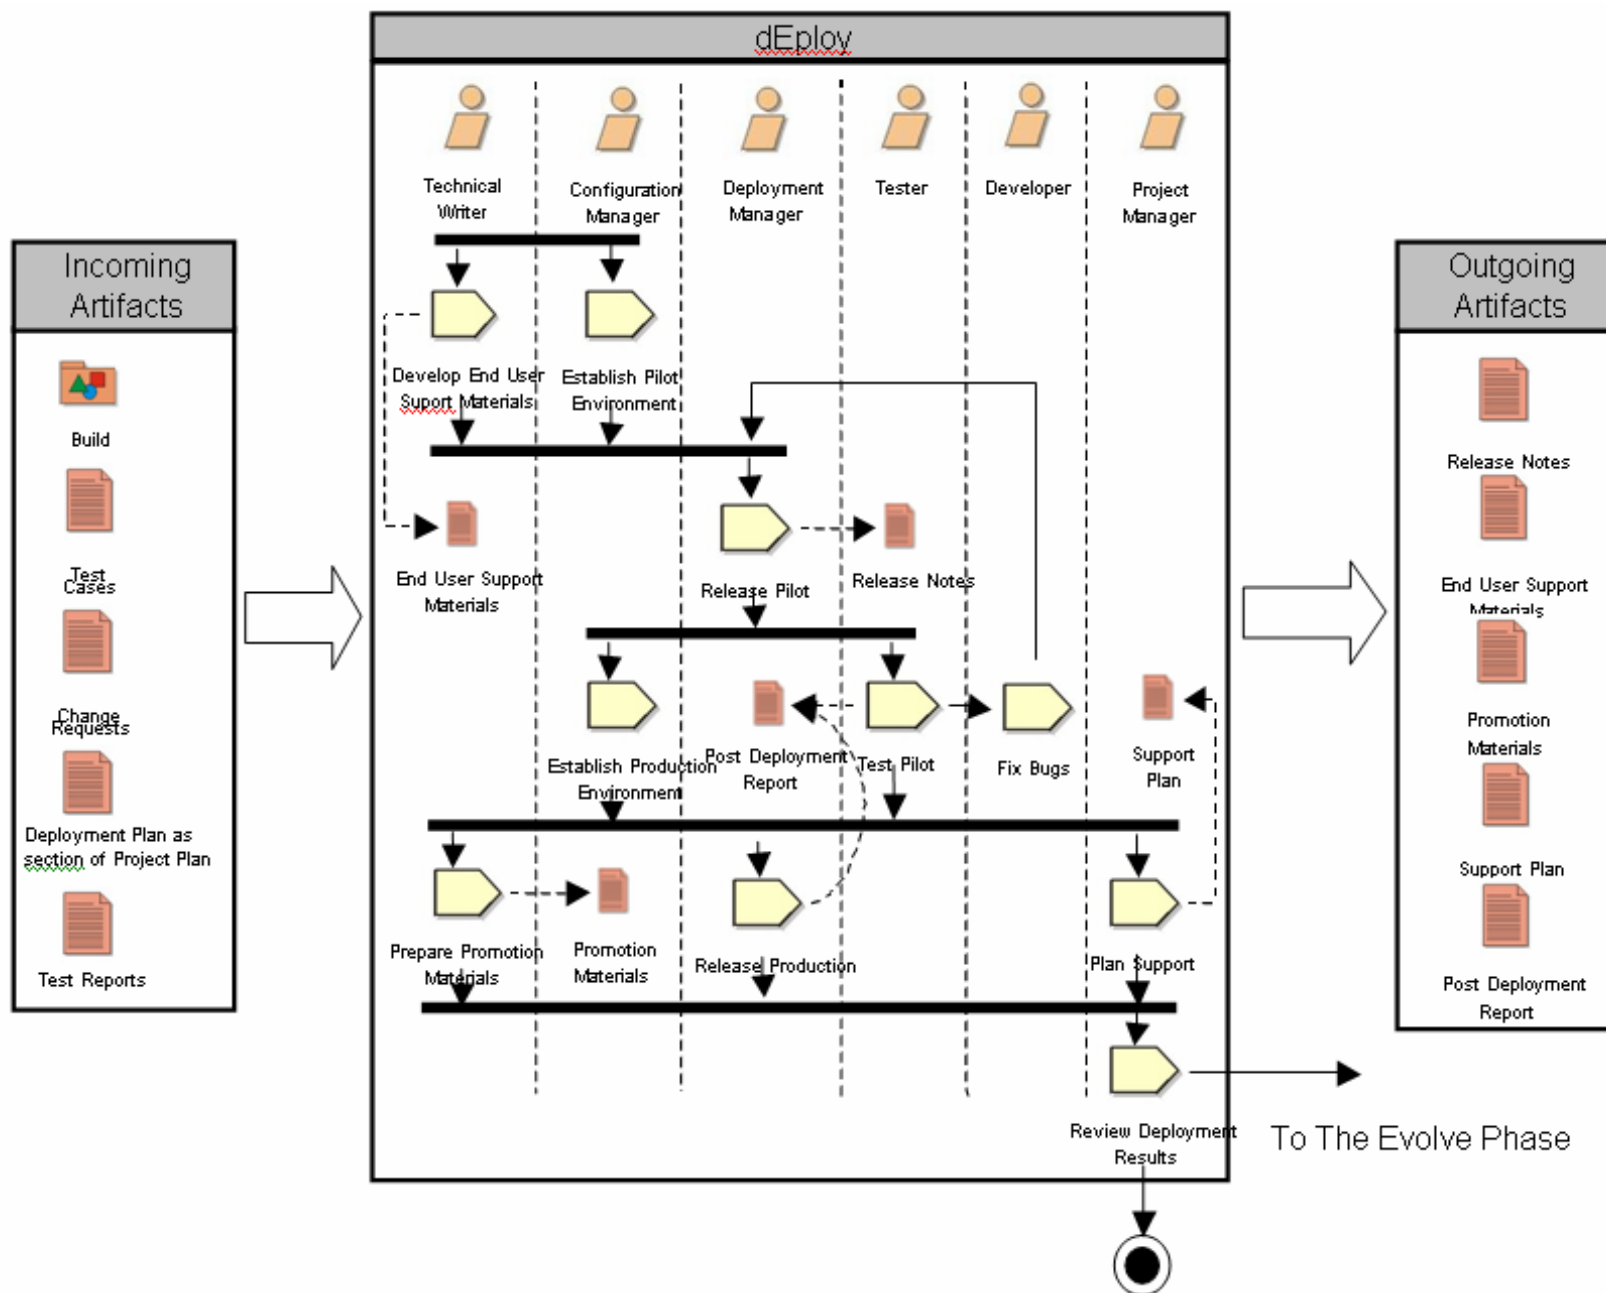 dEploy
Technical
Writer
Configuration
Manager
Deployment
Manager
Tester
Developer
Project
Manager
Incoming
Artifacts
Build
Test
Cases
Change
Requests
Deployment Plan as
section of Project Plan
Test Reports
Develop End User
Suport Materials
Establish Pilot
Environment
End User Support
Materials
Release Pilot
Release Notes
Establish Production
Environment
Post Deployment
Report
Test Pilot
Fix Bugs
Support
Plan
Prepare Promotion
Materials
Promotion
Materials
Release Production
Plan Support
Review Deployment
Results
To The Evolve Phase
Outgoing
Artifacts
Release Notes
End User Support
Materials
Promotion
Materials
Support Plan
Post Deployment
Report